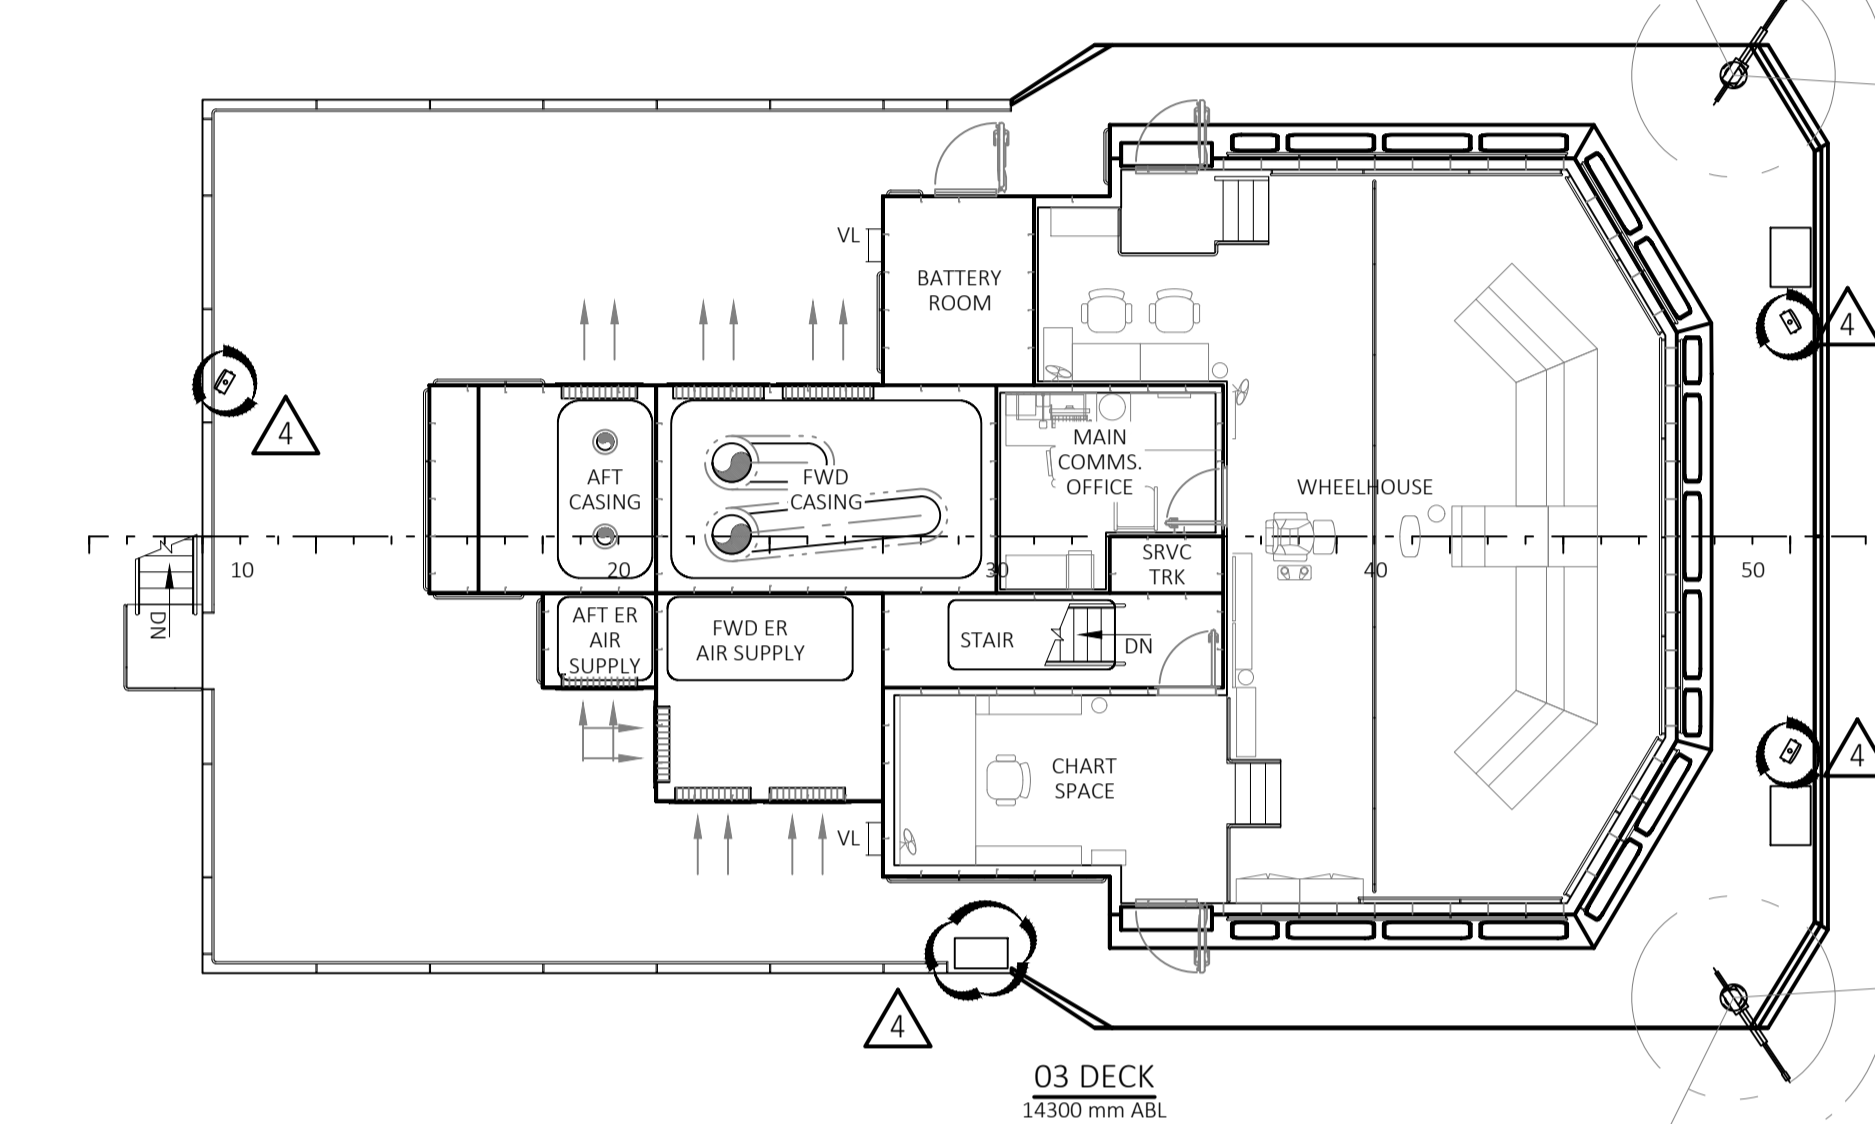 4
VL
BATTERY
ROOM
4
MAIN
COMMS.
OFFICE
AFT
CASING
FWD
CASING
WHEELHOUSE
SRVC
TRK
10
20
30
40
50
DN
AFT ER
AIR
SUPPLY
FWD ER
AIR SUPPLY
STAIR
DN
CHART
SPACE
4
VL
4
03 DECK
14300 mm ABL